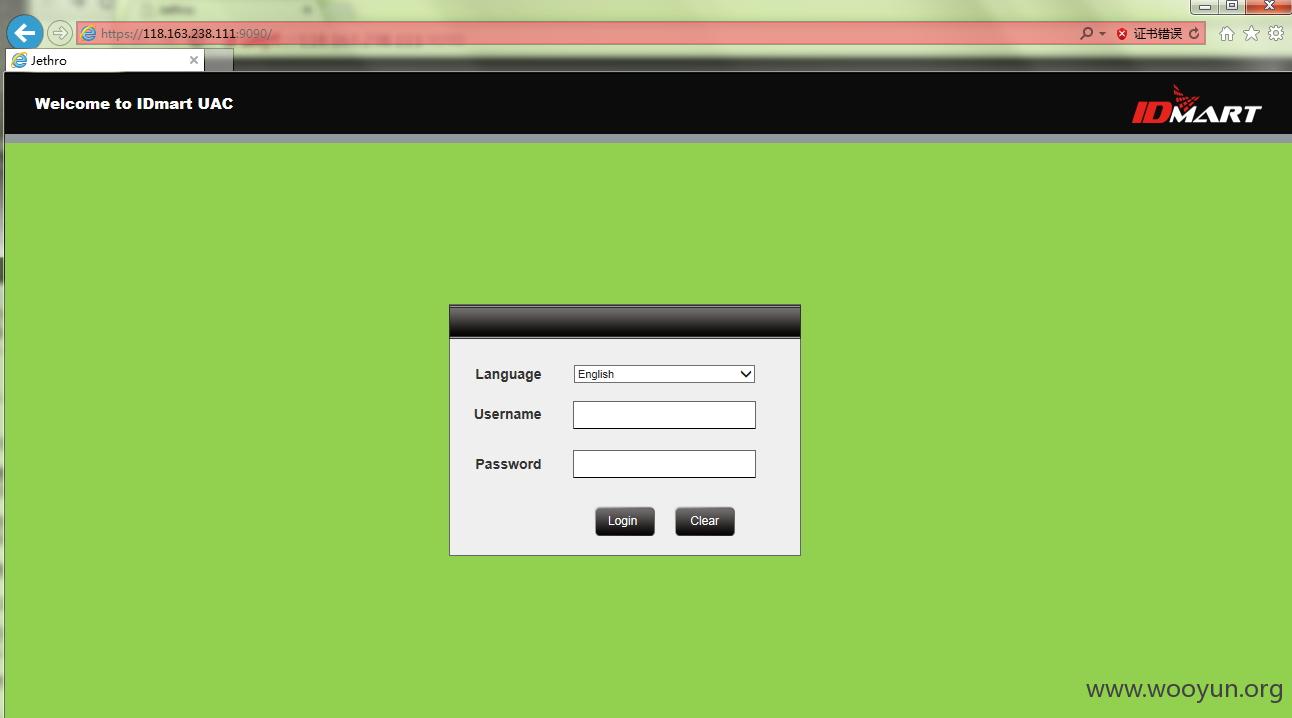 https://118.163.238.111:9090/
证书错误
Jethro
Welcome to IDmart UAC
IDMART
Language
English
Username
Password
Login
Clear
www.wooyun.org